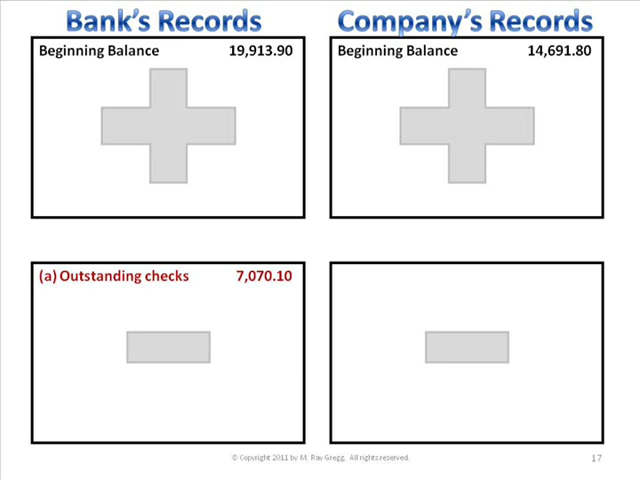 Bank's Records
Company's Records
Beginning Balance 19,913.90
Beginning Balance 14,691.80
(a) Outstanding checks 7,070.10
© Copyright 2011 by M. Ray Gregg. All rights reserved.
17